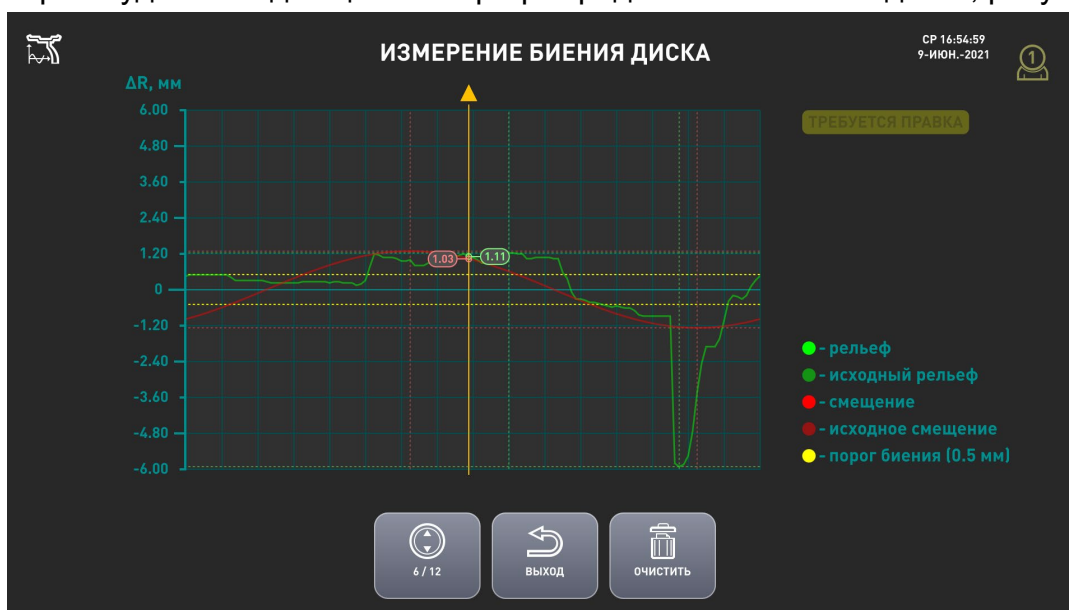 ИЗМЕРЕНИЕ БИЕНИЯ ДИСКА
СР 16:54:59
9-ИЮН.-2021
1
ΔR, мм
6.00
4.80
3.60
2.40
1.20
0
-1.20
-2.40
-3.60
-4.80
-6.00
1.03
1.11
ТРЕБУЕТСЯ ПРАВКА
- рельеф
- исходный рельеф
- смещение
- исходное смещение
- порог биения (0.5 мм)
6 / 12
ВЫХОД
ОЧИСТИТЬ